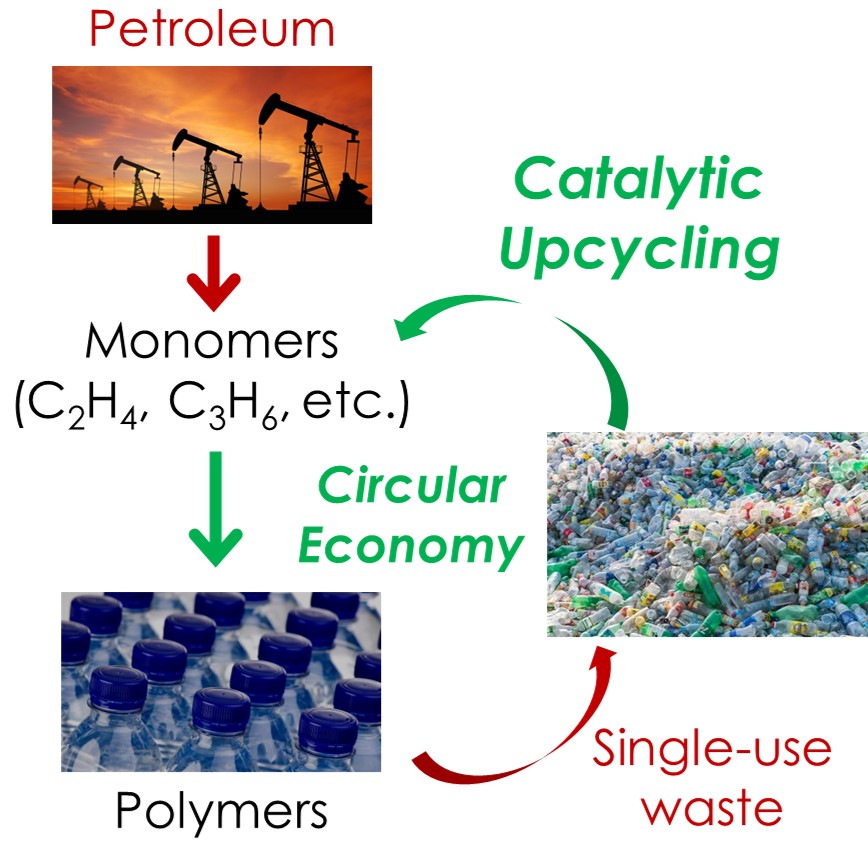 Petroleum
Catalytic
Upcycling
Monomers
(C₂H₄, C₃H₆, etc.)
Circular
Economy
Single-use
waste
Polymers